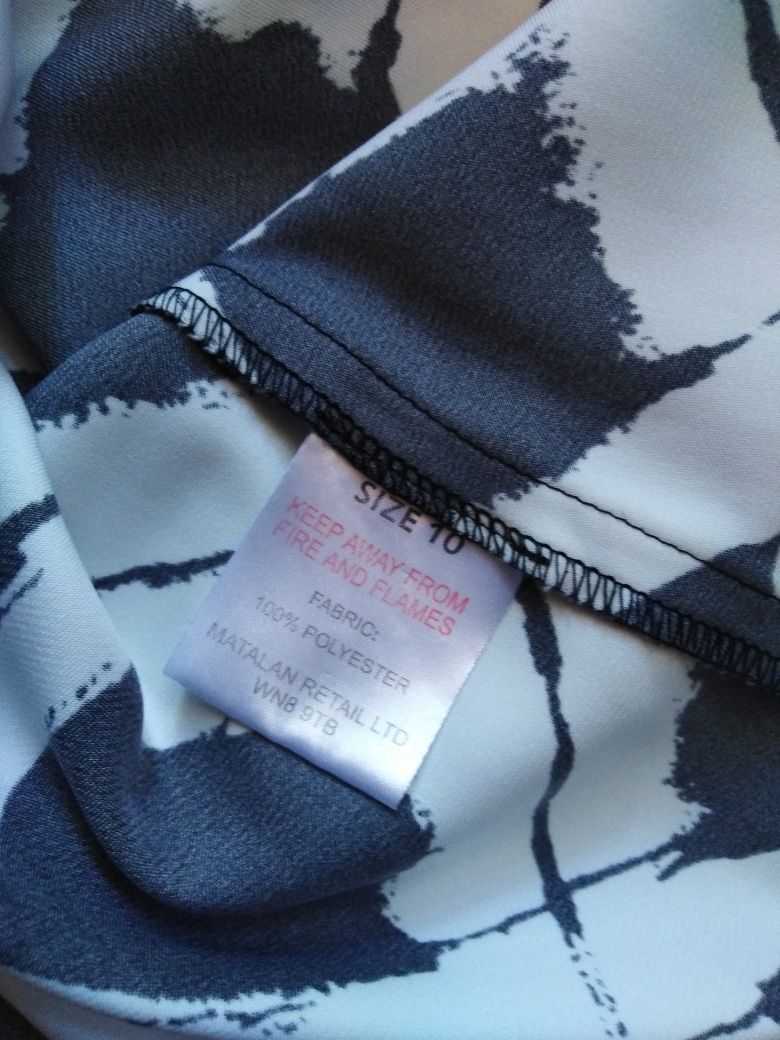 SIZE 10
KEEP AWAY FROM
FIRE AND FLAMES
FABRIC:
100% POLYESTER
MATALAN RETAIL LTD
WN8 9TB